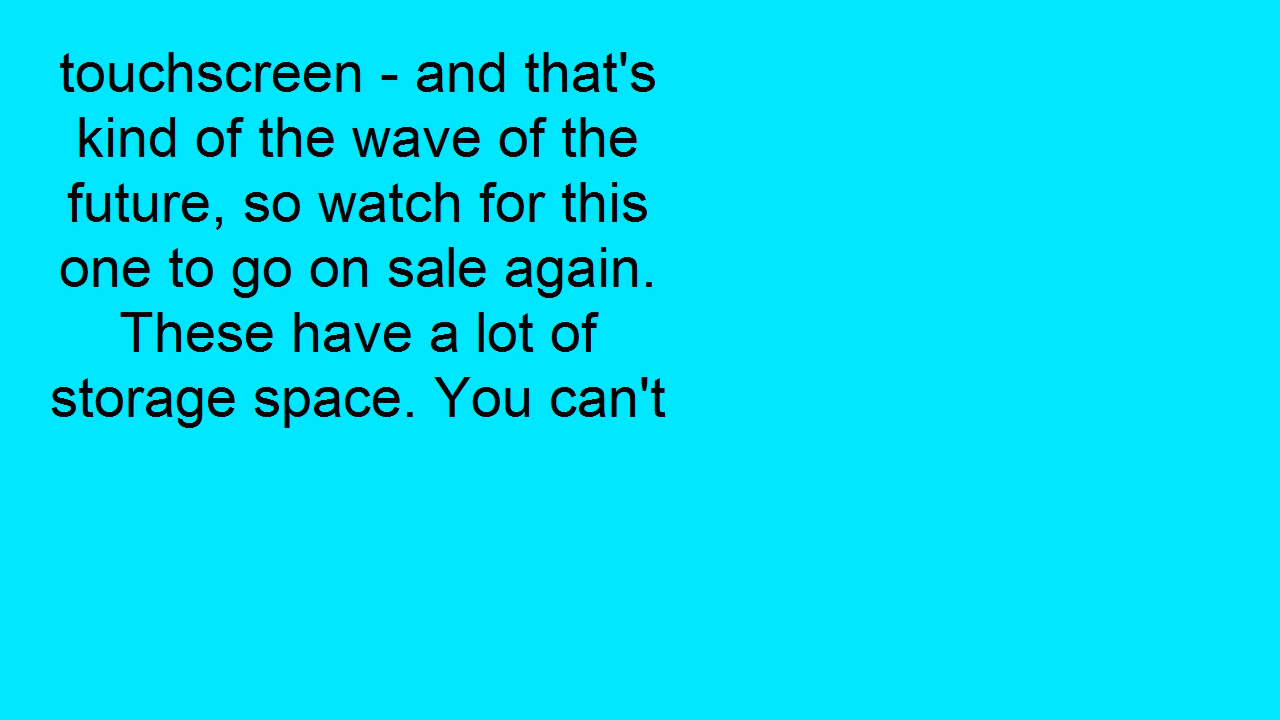 touchscreen - and that's
kind of the wave of the
future, so watch for this
one to go on sale again.
These have a lot of
storage space. You can't